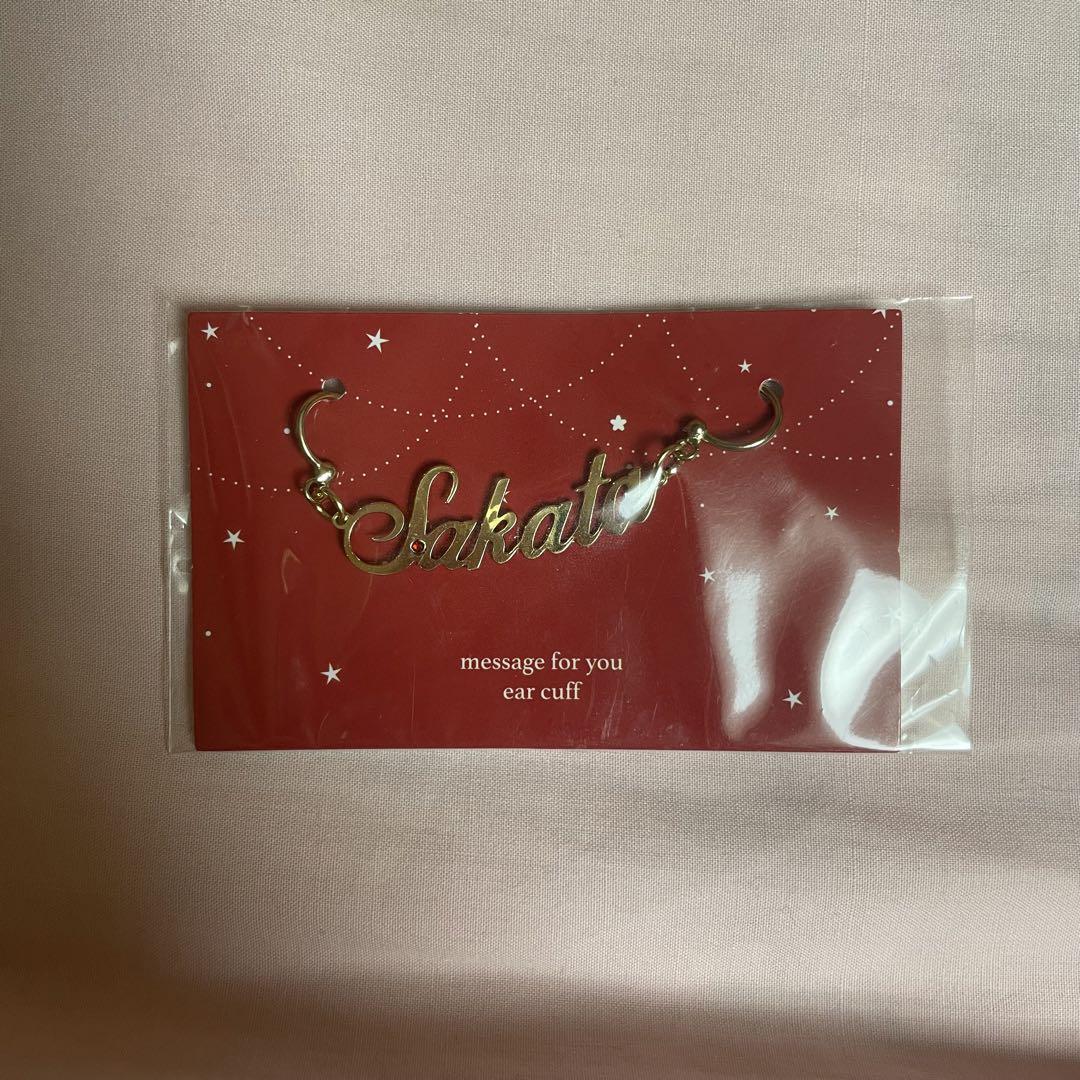 Sakata
message for you
ear cuff